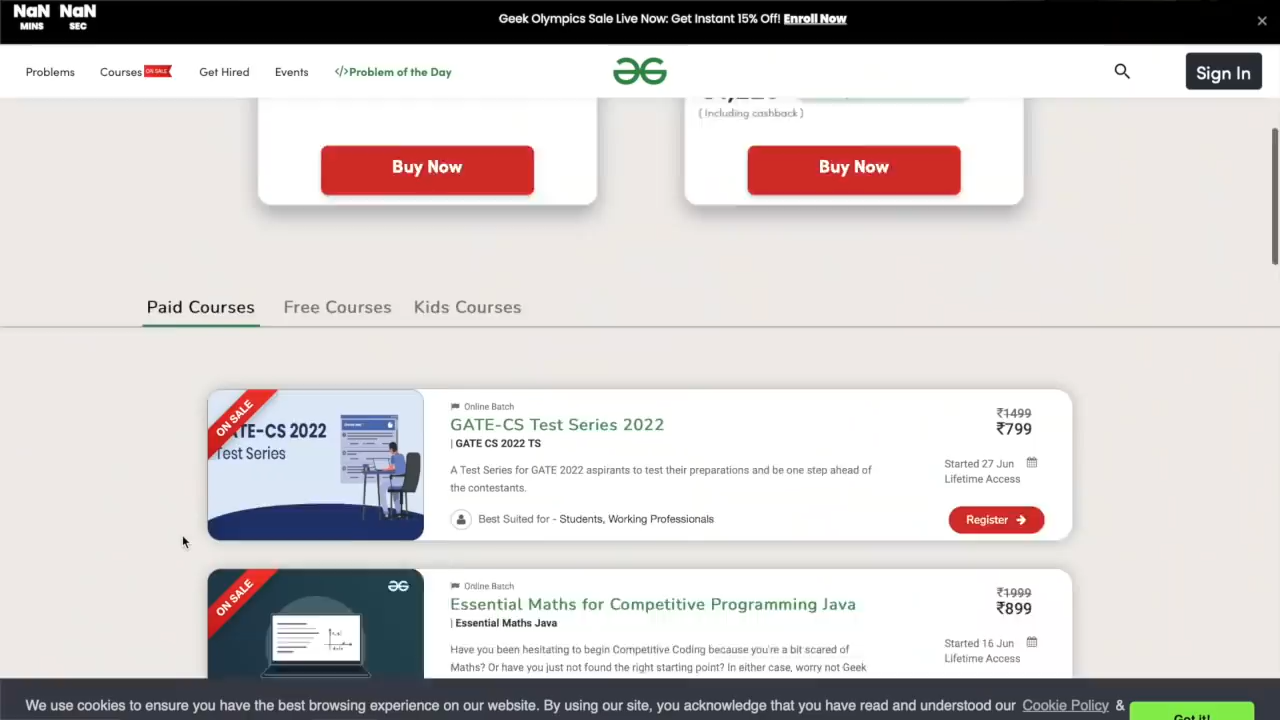 NaN NaN
MINS SEC
Geek Olympics Sale Live Now: Get Instant 15% Off! Enroll Now
Problems Courses ON SALE Get Hired Events </>Problem of the Day
Sign In
( Including cashback )
Buy Now
Buy Now
Paid Courses Free Courses Kids Courses
ON SALE
TE-CS 2022
Test Series
Online Batch
GATE-CS Test Series 2022
| GATE CS 2022 TS
A Test Series for GATE 2022 aspirants to test their preparations and be one step ahead of
the contestants.
Best Suited for - Students, Working Professionals
₹1499
₹799
Started 27 Jun
Lifetime Access
Register
ON SALE
Online Batch
Essential Maths for Competitive Programming Java
| Essential Maths Java
Have you been hesitating to begin Competitive Coding because you're a bit scared of
Maths? Or have you just not found the right starting point? In either case, worry not Geek
₹1999
₹899
Started 16 Jun
Lifetime Access
We use cookies to ensure you have the best browsing experience on our website. By using our site, you acknowledge that you have read and understood our Cookie Policy &
Got it!